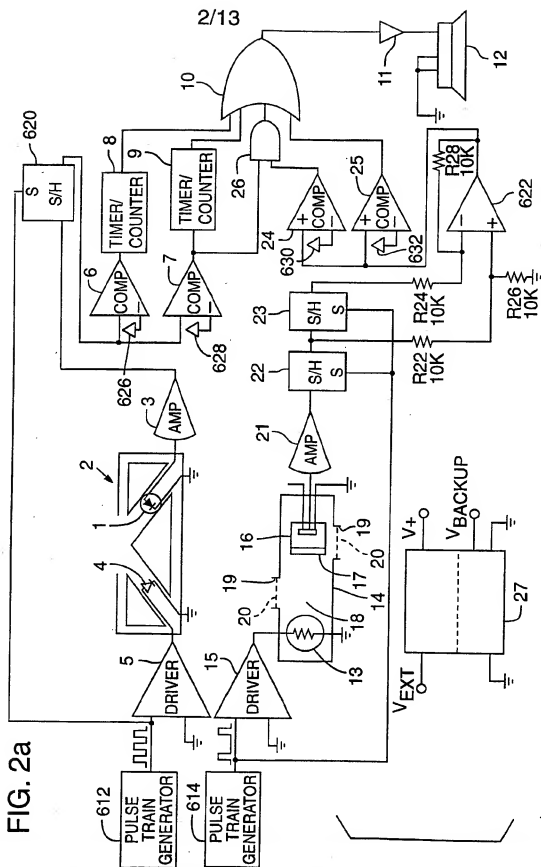 2/13
FIG. 2a
612
PULSE
TRAIN
GENERATOR
614
PULSE
TRAIN
GENERATOR
5
DRIVER
15
DRIVER
4
1
2
3
AMP
620
S
S/H
6
COMP
−
626
7
COMP
−
628
8
TIMER/
COUNTER
9
TIMER/
COUNTER
10
11
12
26
24
+
COMP
−
630
25
+
COMP
−
632
13
14
16
17
18
19
20
19
20
21
AMP
22
S/H
S
23
S/H
S
R24
10K
R22
10K
R26
10K
R28
10K
−
+
622
VEXT
V+
VBACKUP
27